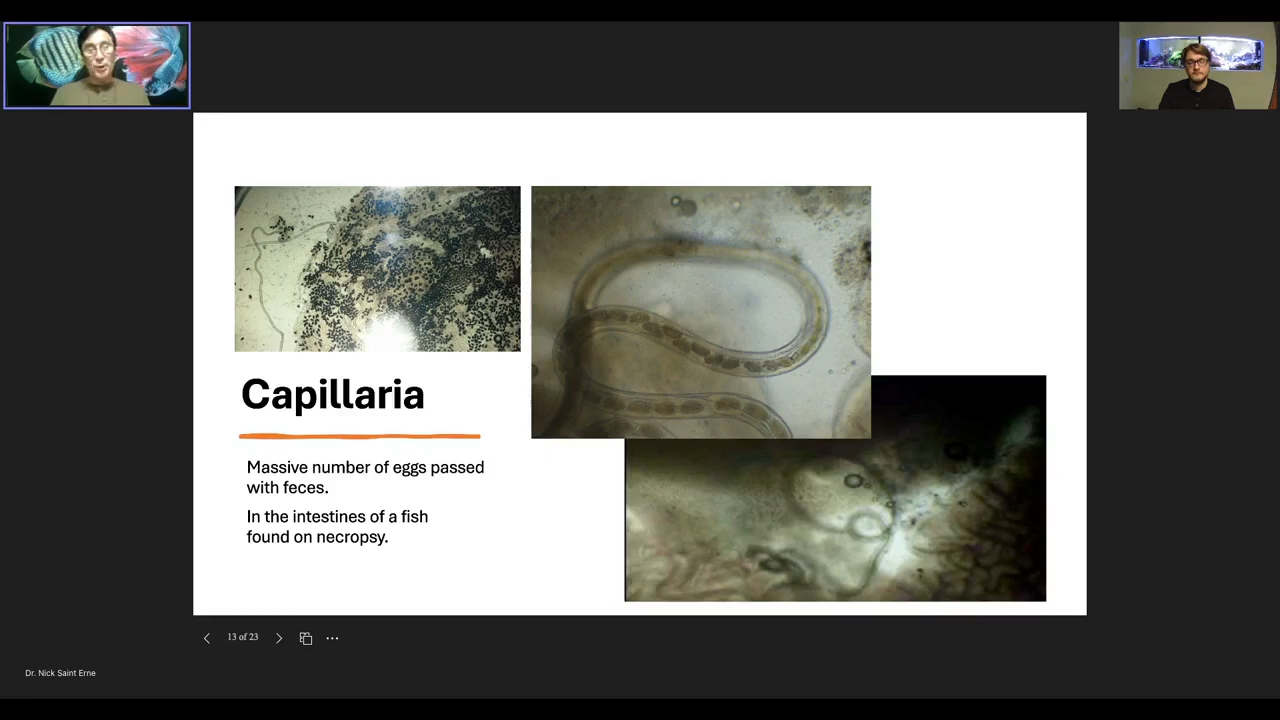 Capillaria
Massive number of eggs passed
with feces.
In the intestines of a fish
found on necropsy.
13 of 23
Dr. Nick Saint Erne